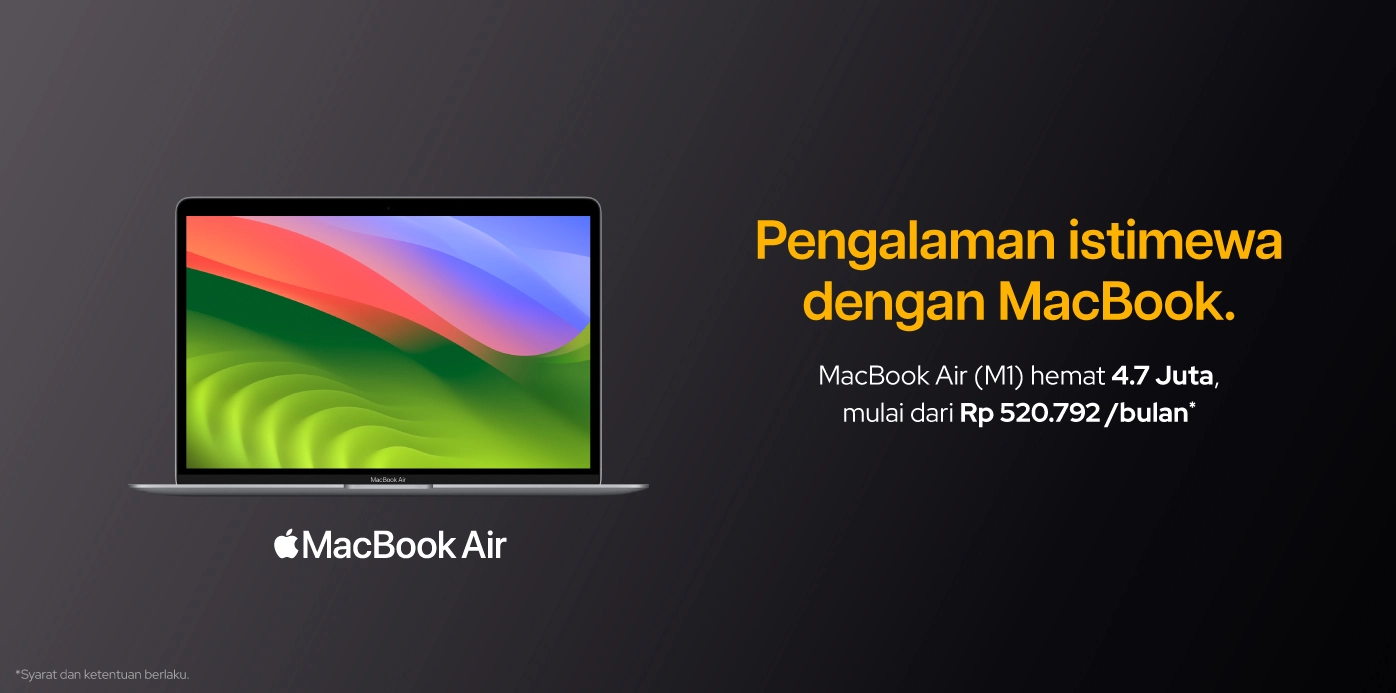 Pengalaman istimewa
dengan MacBook.
MacBook Air (M1) hemat 4.7 Juta,
mulai dari Rp 520.792 /bulan*
MacBook Air
MacBook Air
*Syarat dan ketentuan berlaku.